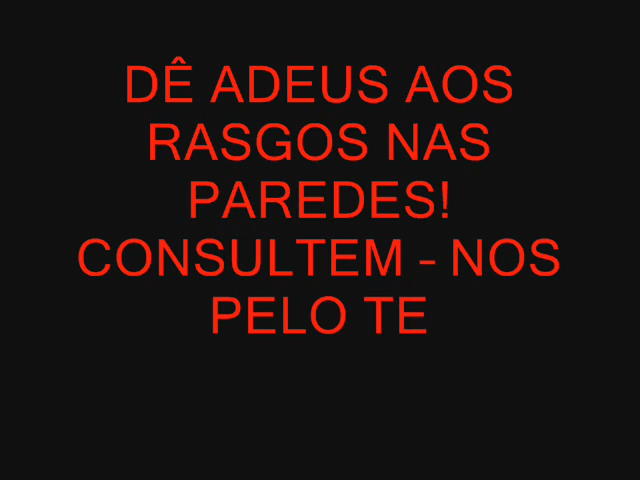 DÊ ADEUS AOS
RASGOS NAS
PAREDES!
CONSULTEM - NOS
PELO TE